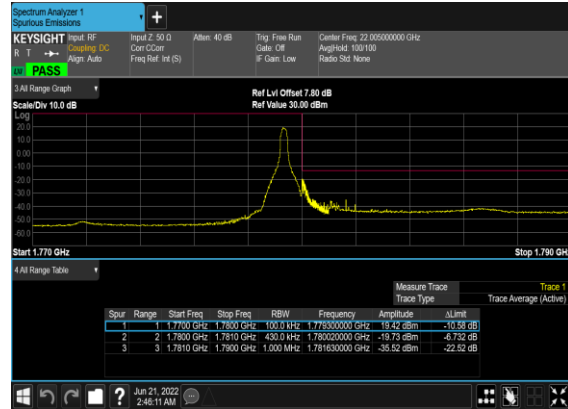 Spectrum Analyzer 1
Spurious Emissions
KEYSIGHT Input: RF Input Z: 50 Ω Atten: 40 dB Trig: Free Run Center Freq: 22.005000000 GHz
R T Coupling: DC Corr CCorr Gate: Off Avg|Hold: 100/100
Align: Auto Freq Ref: Int (S) IF Gain: Low Radio Std: None
PASS
3 All Range Graph
Ref Lvl Offset 7.80 dB
Scale/Div 10.0 dB Ref Value 30.00 dBm
Log
20.0
10.0
0.00
-10.0
-20.0
-30.0
-40.0
-50.0
-60.0
Start 1.770 GHz Stop 1.790 GHz
4 All Range Table
Measure Trace Trace 1
Trace Type Trace Average (Active)
Spur Range Start Freq Stop Freq RBW Frequency Amplitude ΔLimit
1 1 1.7700 GHz 1.7800 GHz 100.0 kHz 1.779300000 GHz 19.42 dBm -10.58 dB
2 2 1.7800 GHz 1.7810 GHz 430.0 kHz 1.780020000 GHz -19.73 dBm -6.732 dB
3 3 1.7810 GHz 1.7900 GHz 1.000 MHz 1.781630000 GHz -35.52 dBm -22.52 dB
? Jun 21, 2022
2:46:11 AM